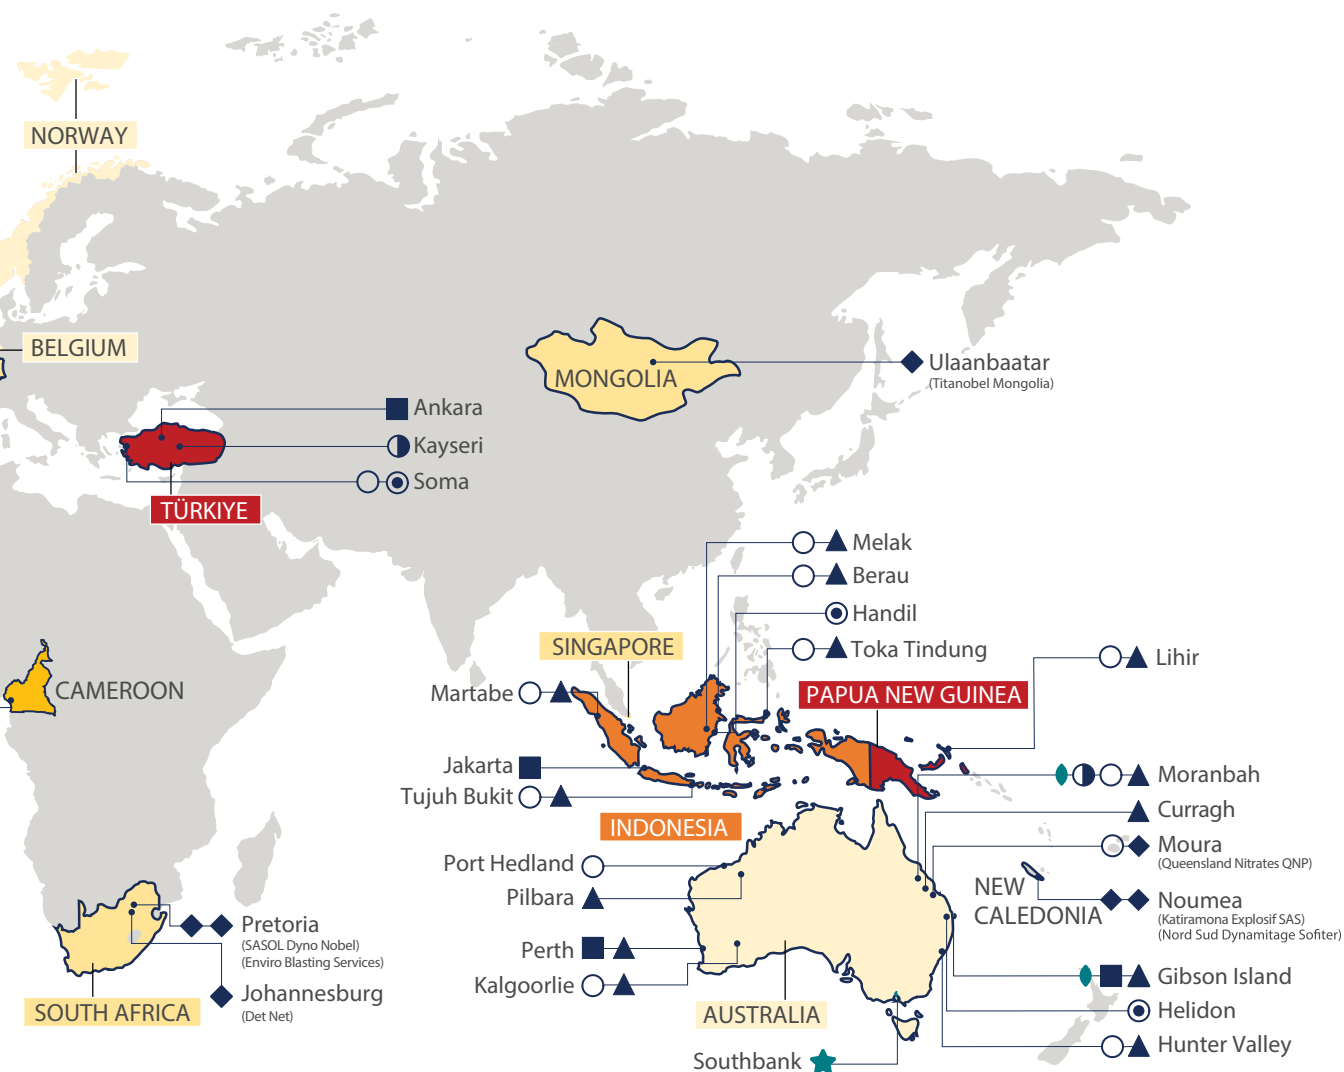 NORWAY
BELGIUM
MONGOLIA
Ulaanbaatar
(Titanobel Mongolia)
Ankara
Kayseri
Soma
TÜRKIYE
Melak
Berau
Handil
Toka Tindung
SINGAPORE
Lihir
CAMEROON
Martabe
PAPUA NEW GUINEA
Jakarta
Tujuh Bukit
INDONESIA
Moranbah
Curragh
Moura
(Queensland Nitrates QNP)
Port Hedland
Pilbara
NEW
CALEDONIA
Noumea
(Katiramona Explosif SAS)
(Nord Sud Dynamitage Sofiter)
Pretoria
(SASOL Dyno Nobel)
(Enviro Blasting Services)
Perth
Kalgoorlie
Gibson Island
Johannesburg
(Det Net)
SOUTH AFRICA
AUSTRALIA
Helidon
Hunter Valley
Southbank